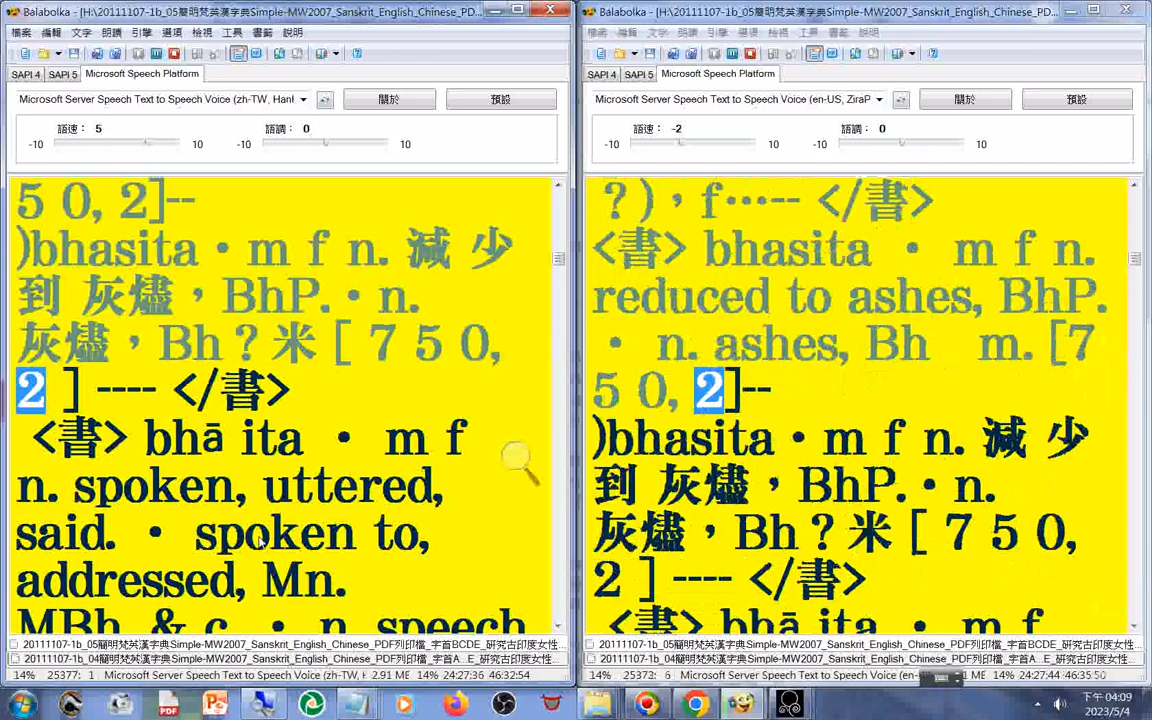 Balabolka - [H:\20111107-1b_05簡明梵英漢字典Simple-MW2007_Sanskrit_English_Chinese_PD...
檔案 編輯 文字 朗讀 引擎 選項 檢視 工具 書籤 說明
SAPI 4 SAPI 5 Microsoft Speech Platform
Microsoft Server Speech Text to Speech Voice (zh-TW, Han
關於 預設
語速： 5 語調： 0
-10 10 -10 10
5 0, 2]--
)bhasita • m f n. 減 少
到 灰燼，BhP. • n.
灰燼，Bh？米 [ 7 5 0,
2 ] ---- </書>
<書> bhā ita • m f
n. spoken, uttered,
said. • spoken to,
addressed, Mn.
MBh. & c. • n. speech
20111107-1b_05簡明梵英漢字典Simple-MW2007_Sanskrit_English_Chinese_PDF列印檔_字首BCDE_研究古印度女性...
20111107-1b_04簡明梵英漢字典Simple-MW2007_Sanskrit_English_Chinese_PDF列印檔_字首A...E_研究古印度女性...
14% 25377: 1 Microsoft Server Speech Text to Speech Voice (zh-TW, H 2.91 ME 14% 24:27:36 46:32:54
Balabolka - [H:\20111107-1b_05簡明梵英漢字典Simple-MW2007_Sanskrit_English_Chinese_PD...
檔案 編輯 文字 朗讀 引擎 選項 檢視 工具 書籤 說明
SAPI 4 SAPI 5 Microsoft Speech Platform
Microsoft Server Speech Text to Speech Voice (en-US, ZiraP
關於 預設
語速： -2 語調： 0
-10 10 -10 10
？)，f…-- </書>
<書> bhasita • m f n.
reduced to ashes, BhP.
• n. ashes, Bh m. [7
5 0, 2]--
)bhasita • m f n. 減 少
到 灰燼，BhP. • n.
灰燼，Bh？米 [ 7 5 0,
2 ] ---- </書>
<書> bhā ita • m f
20111107-1b_05簡明梵英漢字典Simple-MW2007_Sanskrit_English_Chinese_PDF列印檔_字首BCDE_研究古印度女性...
20111107-1b_04簡明梵英漢字典Simple-MW2007_Sanskrit_English_Chinese_PDF列印檔_字首A...E_研究古印度女性...
14% 25373: 6 Microsoft Server Speech Text to Speech Voice (en-US, 14% 24:27:44 46:35:50
下午 04:09
2023/5/4